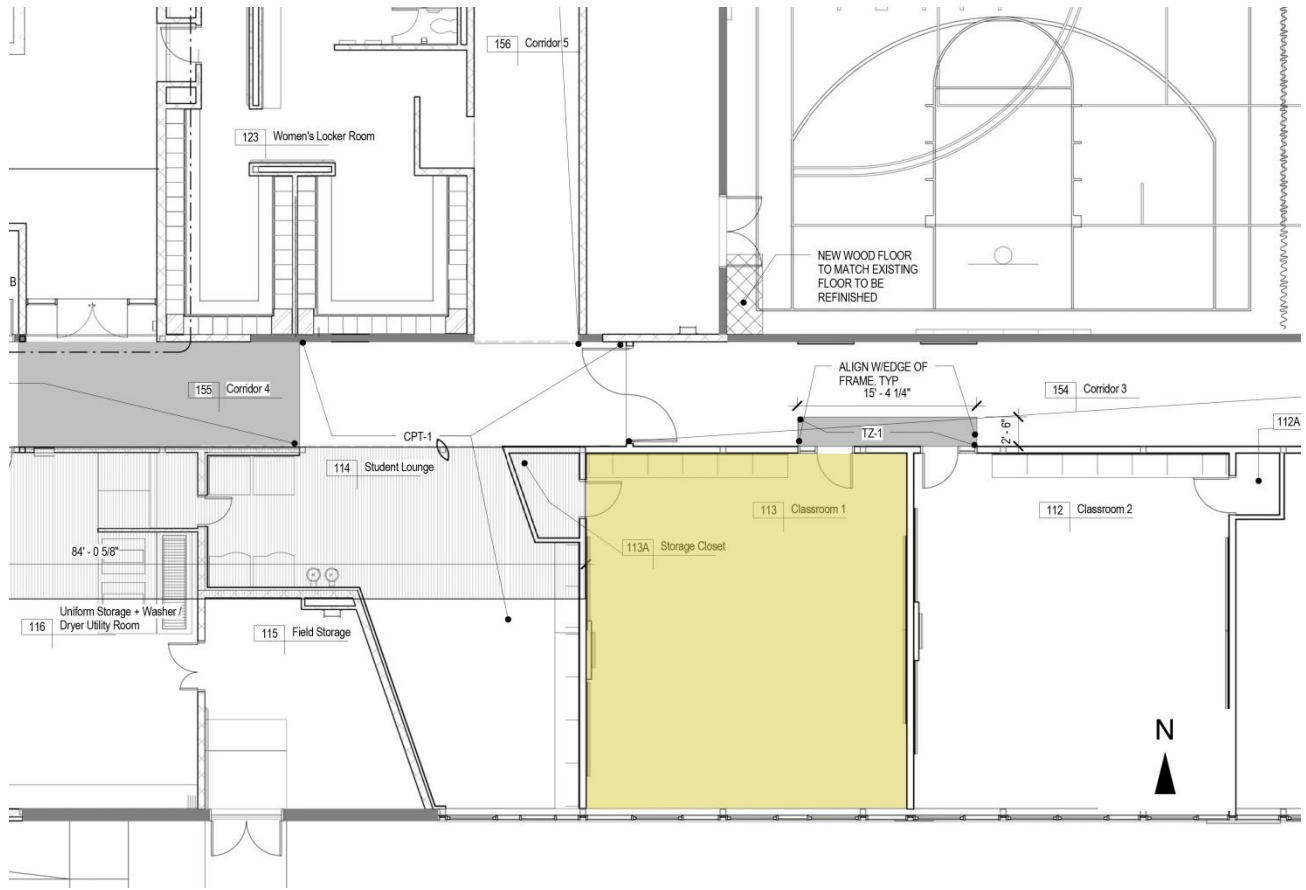 156 Corridor 5
123 Women's Locker Room
NEW WOOD FLOOR
TO MATCH EXISTING
FLOOR TO BE
REFINISHED
B
155 Corridor 4
ALIGN W/EDGE OF
FRAME, TYP
15' - 4 1/4"
154 Corridor 3
CPT-1
TZ-1
2' - 6"
112A
114 Student Lounge
113 Classroom 1
112 Classroom 2
113A Storage Closet
84' - 0 5/8"
Uniform Storage + Washer /
116 Dryer Utility Room
115 Field Storage
N